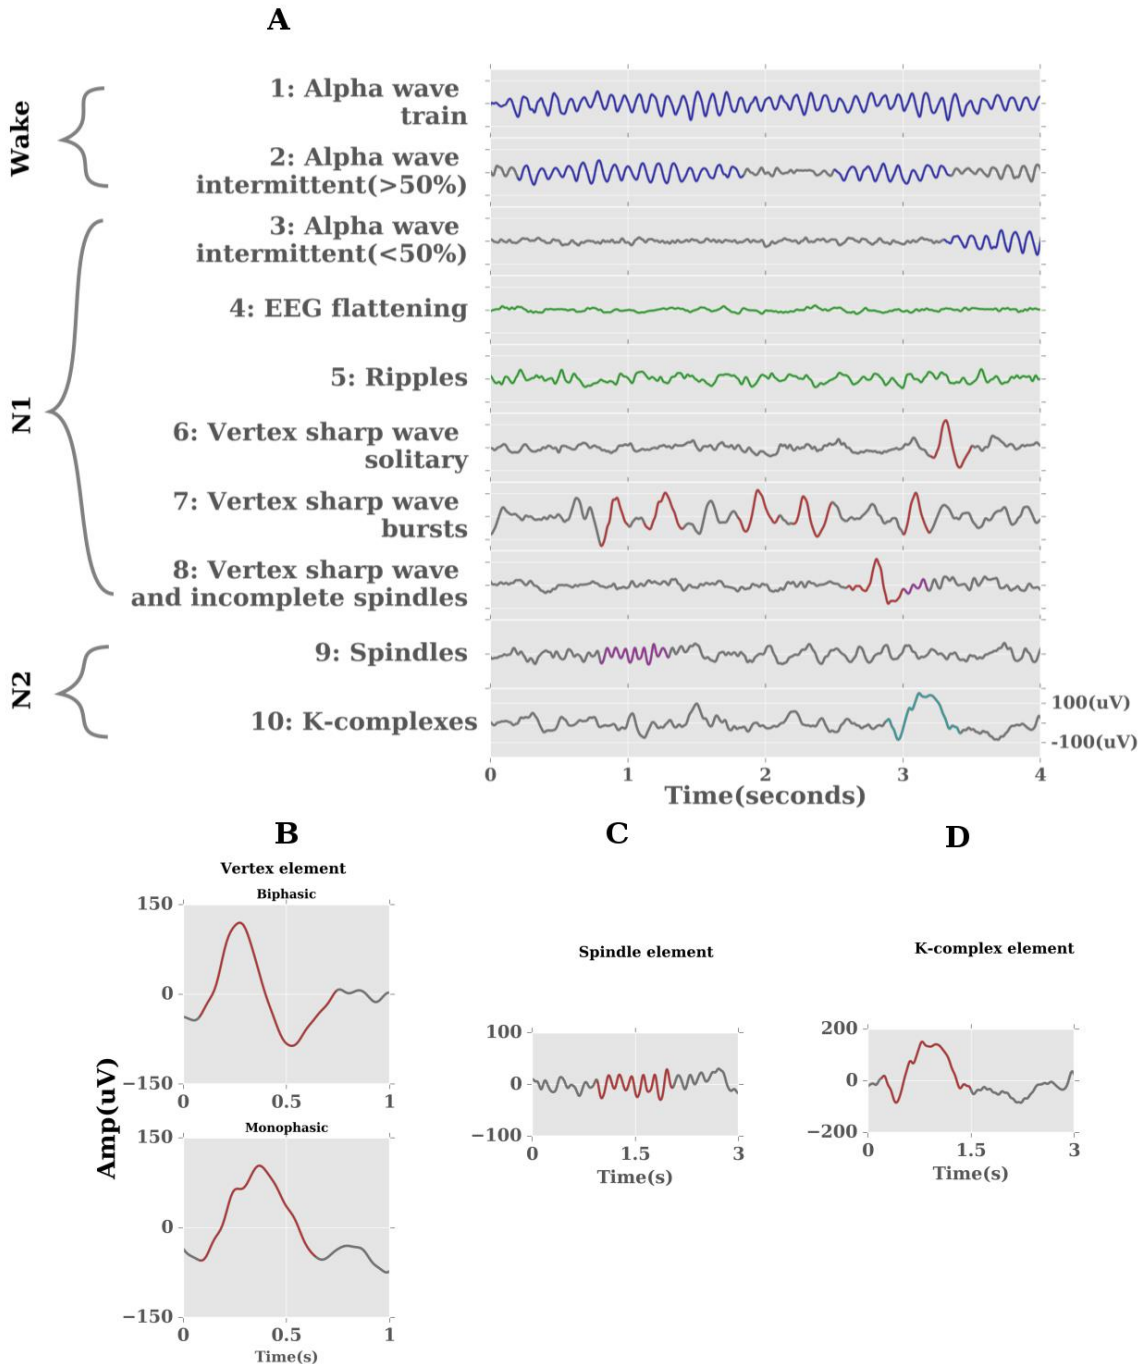 A
Wake
1: Alpha wave
train
2: Alpha wave
intermittent(>50%)
N1
3: Alpha wave
intermittent(<50%)
4: EEG flattening
5: Ripples
6: Vertex sharp wave
solitary
7: Vertex sharp wave
bursts
8: Vertex sharp wave
and incomplete spindles
N2
9: Spindles
10: K-complexes
100(uV)
-100(uV)
0 1 2 3 4
Time(seconds)
B
Vertex element
Biphasic
150
0
−150
0 0.5 1
Amp(uV)
Monophasic
150
0
−150
0 0.5 1
Time(s)
C
Spindle element
100
0
−100
0 1.5 3
Time(s)
D
K-complex element
200
0
−200
0 1.5 3
Time(s)